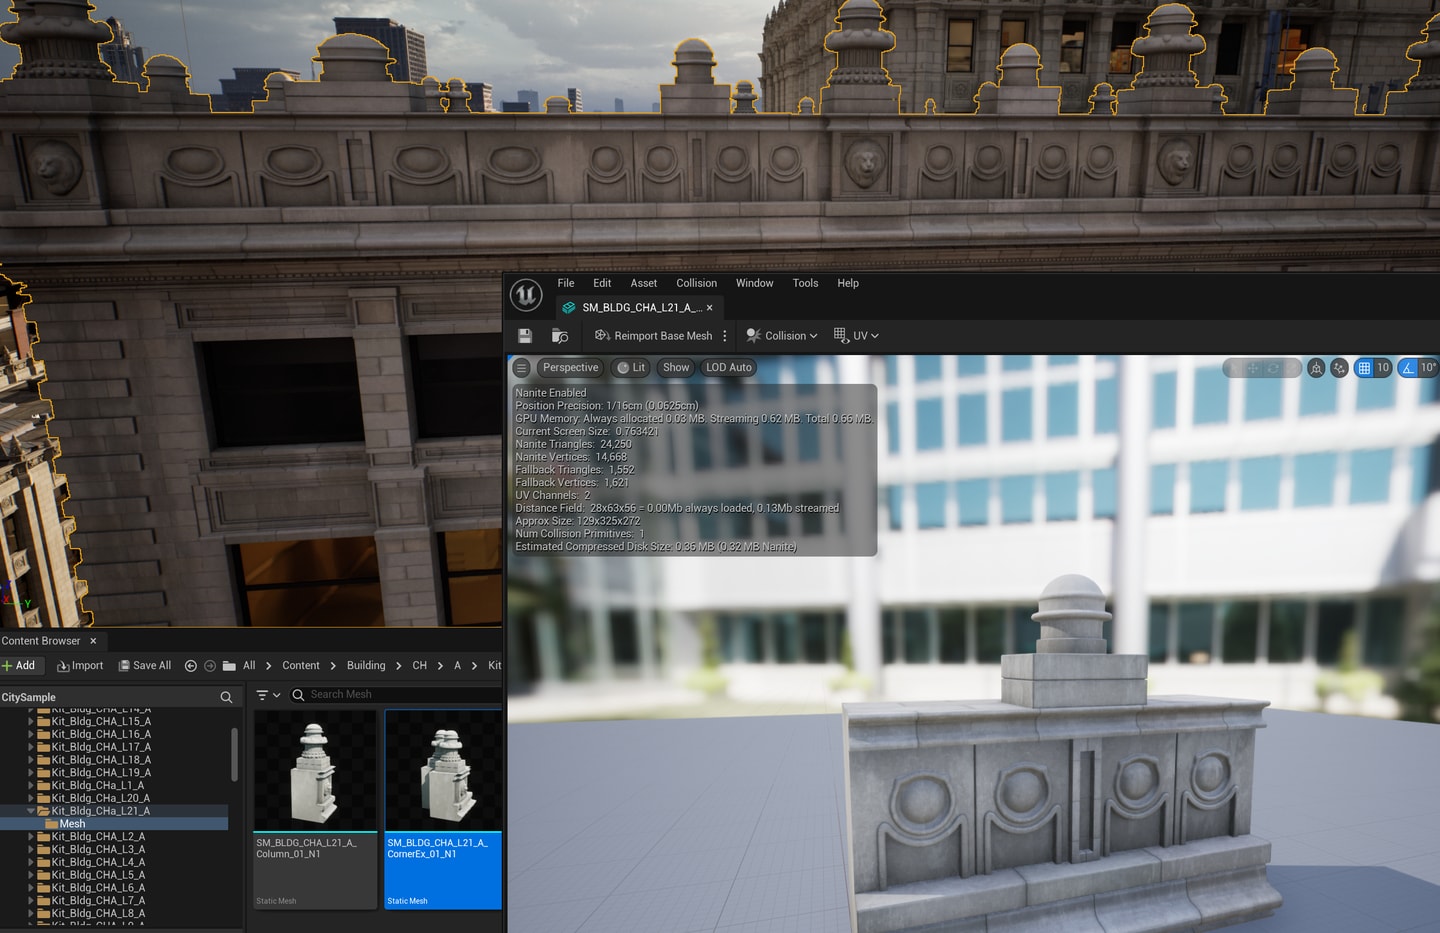 File Edit Asset Collision Window Tools Help
SM_BLDG_CHA_L21_A_...
Reimport Base Mesh Collision UV
Perspective Lit Show LOD Auto 10 10°
Nanite Enabled
Position Precision: 1/16cm (0.0625cm)
GPU Memory: Always allocated 0.03 MB. Streaming 0.62 MB. Total 0.66 MB.
Current Screen Size: 0.763421
Nanite Triangles: 24,250
Nanite Vertices: 14,668
Fallback Triangles: 1,552
Fallback Vertices: 1,621
UV Channels: 2
Distance Field: 28x63x56 = 0.00Mb always loaded, 0.13Mb streamed
Approx Size: 129x325x272
Num Collision Primitives: 1
Estimated Compressed Disk Size: 0.36 MB (0.32 MB Nanite)
Y
Content Browser
Add Import Save All All > Content > Building > CH > A > Kit
CitySample
Search Mesh
Kit_Bldg_CHA_L14_A
Kit_Bldg_CHA_L15_A
Kit_Bldg_CHA_L16_A
Kit_Bldg_CHA_L17_A
Kit_Bldg_CHA_L18_A
Kit_Bldg_CHA_L19_A
Kit_Bldg_CHa_L1_A
Kit_Bldg_CHa_L20_A
Kit_Bldg_CHa_L21_A
Mesh
Kit_Bldg_CHA_L2_A
Kit_Bldg_CHA_L3_A
Kit_Bldg_CHA_L4_A
Kit_Bldg_CHA_L5_A
Kit_Bldg_CHA_L6_A
Kit_Bldg_CHA_L7_A
Kit_Bldg_CHA_L8_A
SM_BLDG_CHA_L21_A_
Column_01_N1
Static Mesh
SM_BLDG_CHA_L21_A_
CornerEx_01_N1
Static Mesh